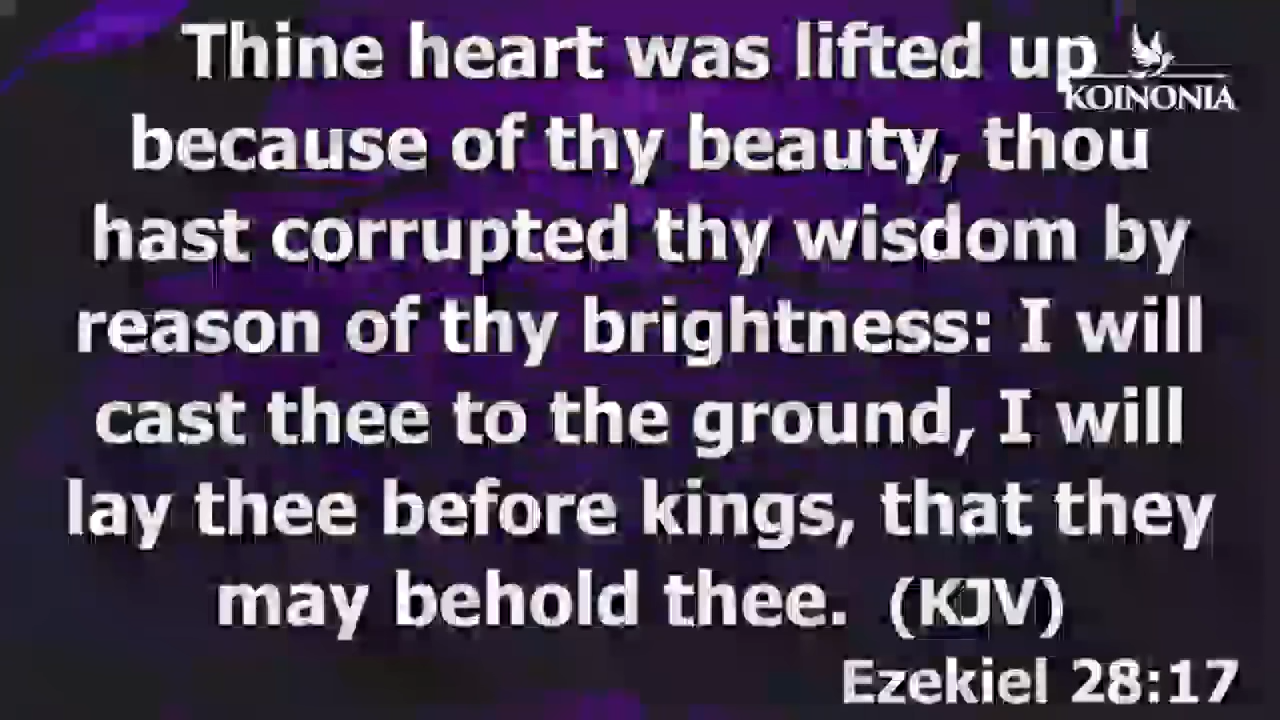 Thine heart was lifted up
KOINONIA
because of thy beauty, thou
hast corrupted thy wisdom by
reason of thy brightness: I will
cast thee to the ground, I will
lay thee before kings, that they
may behold thee. (KJV)
Ezekiel 28:17